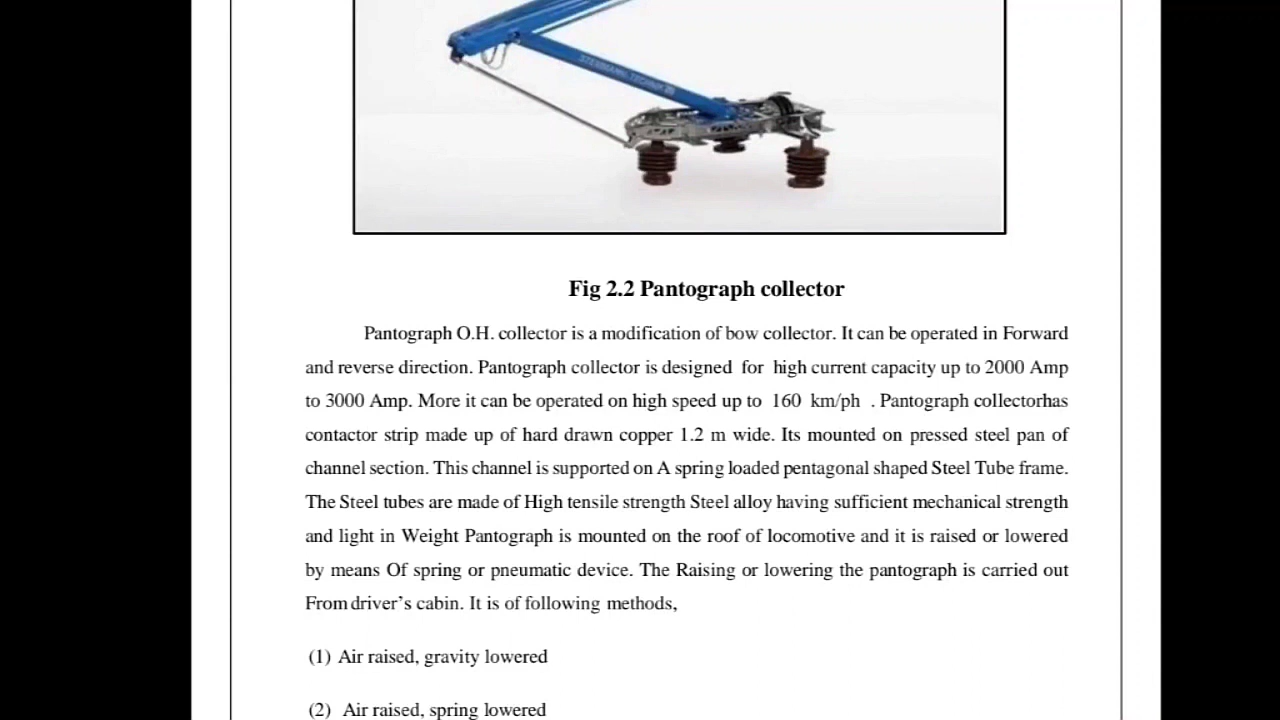 STEMMANN-TECHNIK
Fig 2.2 Pantograph collector
Pantograph O.H. collector is a modification of bow collector. It can be operated in Forward
and reverse direction. Pantograph collector is designed for high current capacity up to 2000 Amp
to 3000 Amp. More it can be operated on high speed up to 160 km/ph . Pantograph collectorhas
contactor strip made up of hard drawn copper 1.2 m wide. Its mounted on pressed steel pan of
channel section. This channel is supported on A spring loaded pentagonal shaped Steel Tube frame.
The Steel tubes are made of High tensile strength Steel alloy having sufficient mechanical strength
and light in Weight Pantograph is mounted on the roof of locomotive and it is raised or lowered
by means Of spring or pneumatic device. The Raising or lowering the pantograph is carried out
From driver’s cabin. It is of following methods,
(1) Air raised, gravity lowered
(2) Air raised, spring lowered